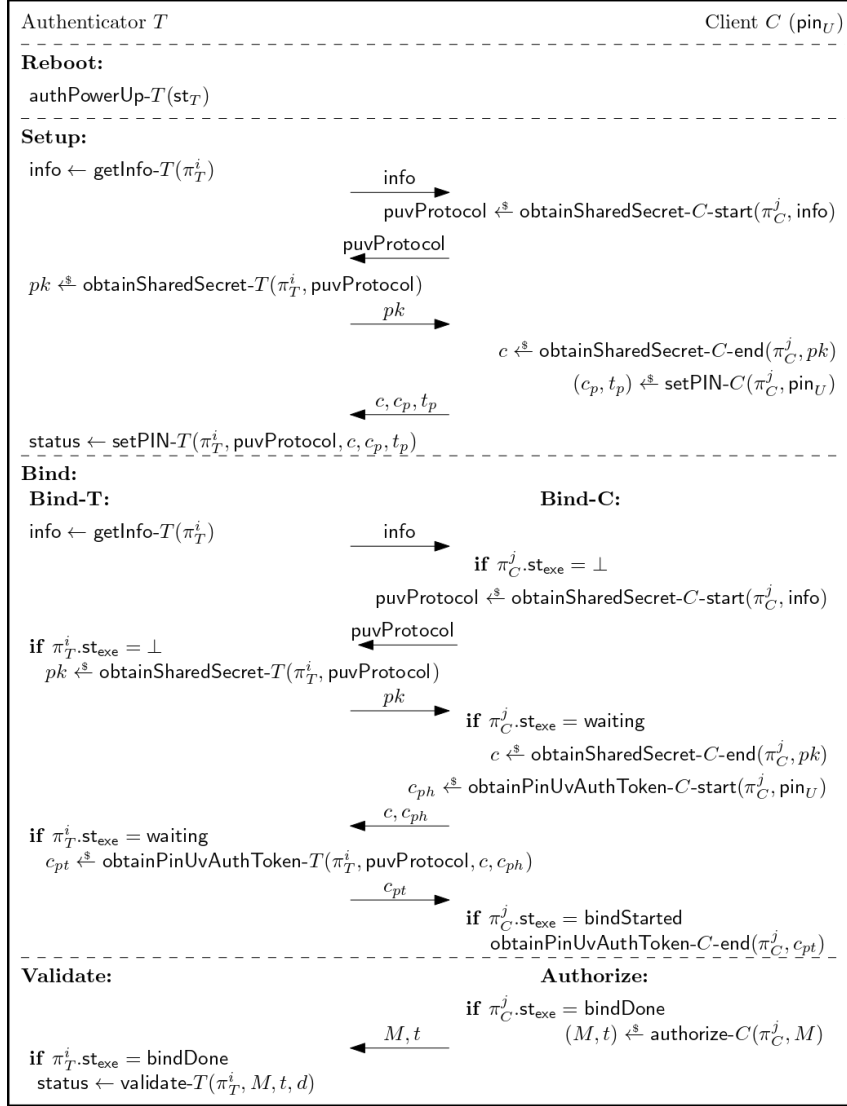 Authenticator T Client C (pin_U)
Reboot:
authPowerUp-T(st_T)
Setup:
info ← getInfo-T(π_T^i)
info
puvProtocol ←$ obtainSharedSecret-C-start(π_C^j, info)
puvProtocol
pk ←$ obtainSharedSecret-T(π_T^i, puvProtocol)
pk
c ←$ obtainSharedSecret-C-end(π_C^j, pk)
(c_p, t_p) ←$ setPIN-C(π_C^j, pin_U)
c, c_p, t_p
status ← setPIN-T(π_T^i, puvProtocol, c, c_p, t_p)
Bind:
Bind-T: Bind-C:
info ← getInfo-T(π_T^i)
info
if π_C^j.st_exe = ⊥
puvProtocol ←$ obtainSharedSecret-C-start(π_C^j, info)
puvProtocol
if π_T^i.st_exe = ⊥
pk ←$ obtainSharedSecret-T(π_T^i, puvProtocol)
pk
if π_C^j.st_exe = waiting
c ←$ obtainSharedSecret-C-end(π_C^j, pk)
c_ph ←$ obtainPinUvAuthToken-C-start(π_C^j, pin_U)
c, c_ph
if π_T^i.st_exe = waiting
c_pt ←$ obtainPinUvAuthToken-T(π_T^i, puvProtocol, c, c_ph)
c_pt
if π_C^j.st_exe = bindStarted
obtainPinUvAuthToken-C-end(π_C^j, c_pt)
Validate: Authorize:
if π_C^j.st_exe = bindDone
M, t
(M, t) ←$ authorize-C(π_C^j, M)
if π_T^i.st_exe = bindDone
status ← validate-T(π_T^i, M, t, d)